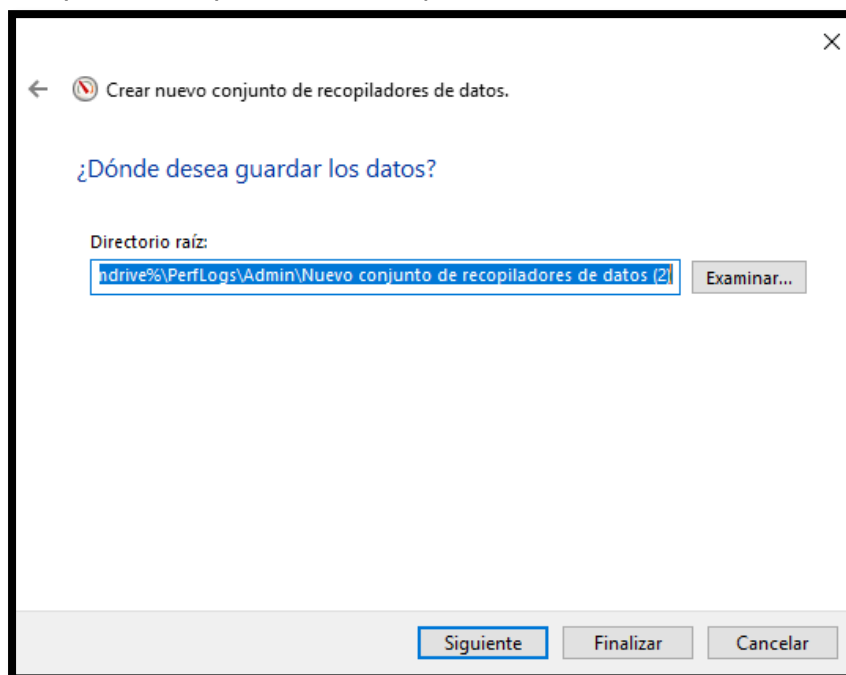 Crear nuevo conjunto de recopiladores de datos.
¿Dónde desea guardar los datos?
Directorio raíz:
ndrive%\PerfLogs\Admin\Nuevo conjunto de recopiladores de datos (2)
Examinar...
Siguiente
Finalizar
Cancelar